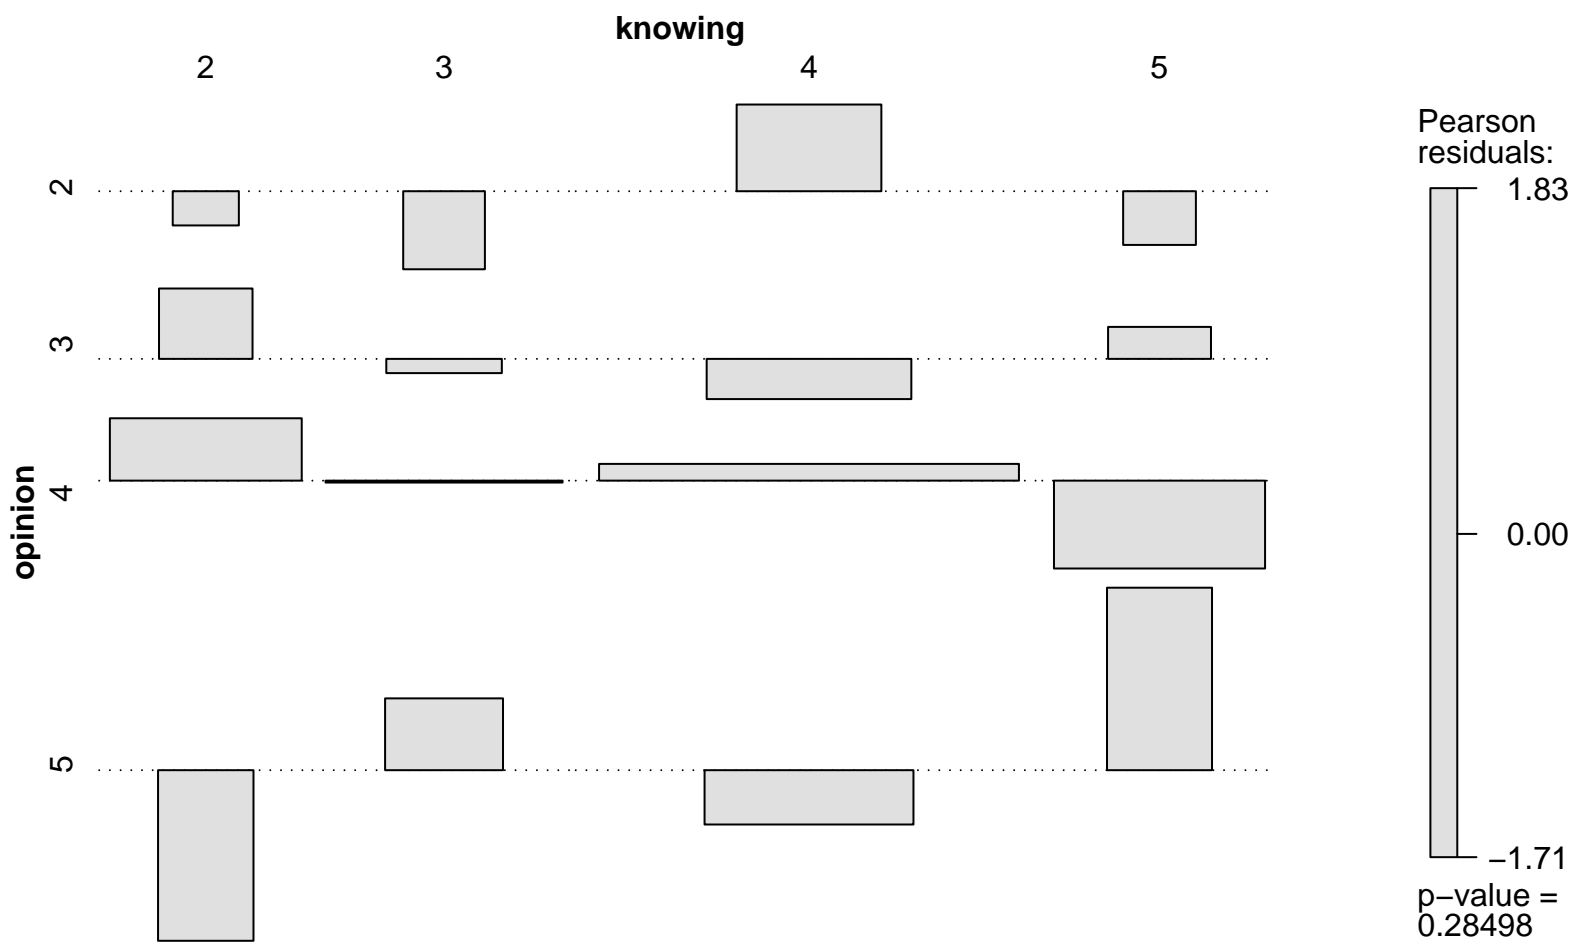 knowing
2 3 4 5
opinion
2
3
4
5
Pearson
residuals:
1.83
0.00
−1.71
p−value =
0.28498